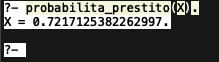 ?- probabilita_prestito(X).
X = 0.7217125382262997.
?-